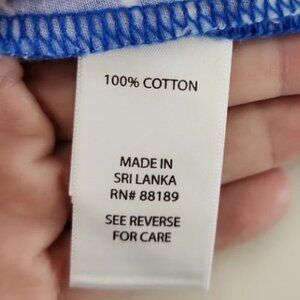 100% COTTON
MADE IN
SRI LANKA
RN# 88189
SEE REVERSE
FOR CARE